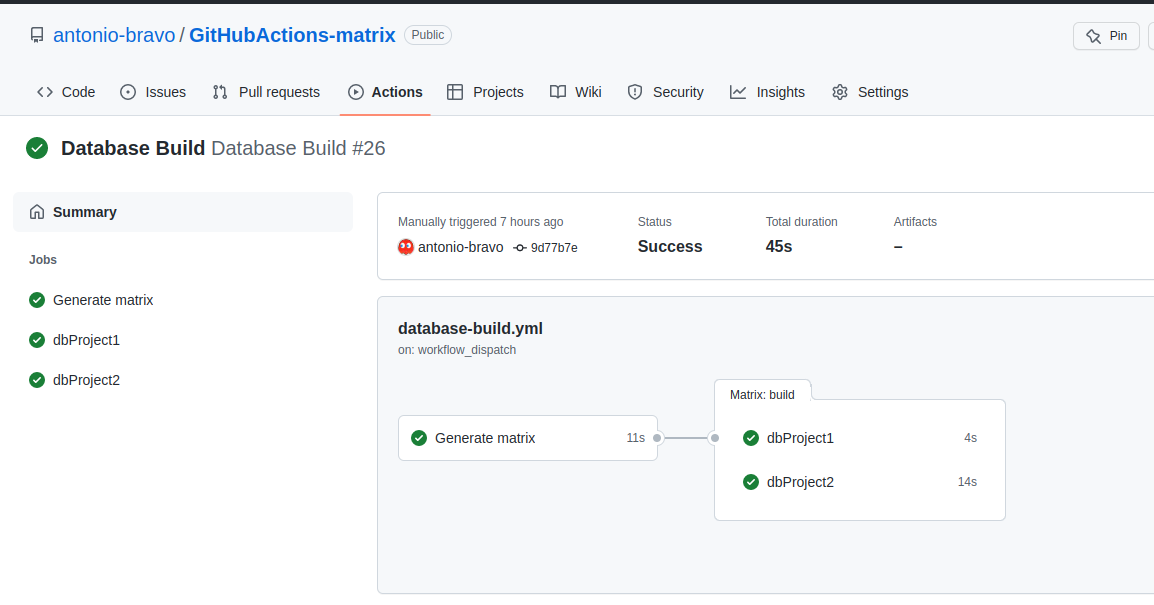 antonio-bravo / GitHubActions-matrix Public Pin
Code Issues Pull requests Actions Projects Wiki Security Insights Settings
Database Build Database Build #26
Summary
Jobs
Generate matrix
dbProject1
dbProject2
Manually triggered 7 hours ago Status Total duration Artifacts
antonio-bravo 9d77b7e Success 45s –
database-build.yml
on: workflow_dispatch
Matrix: build
Generate matrix 11s
dbProject1 4s
dbProject2 14s